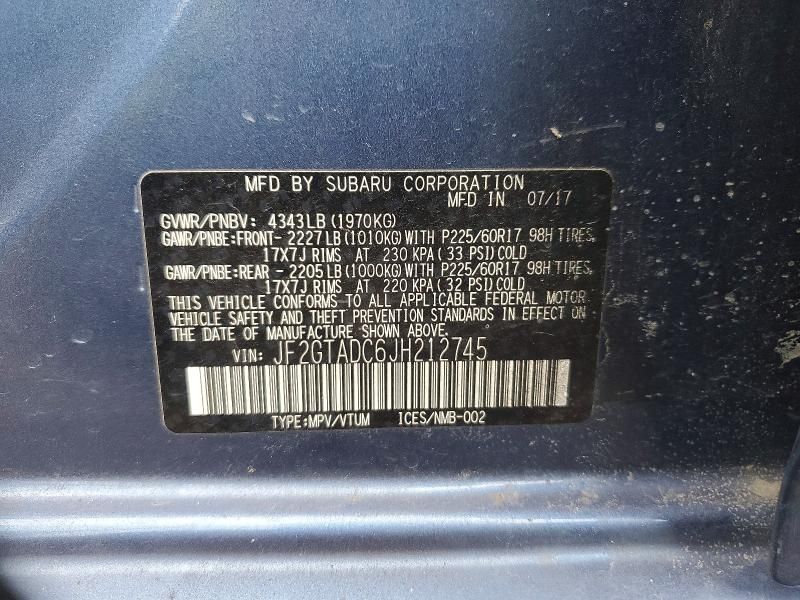 MFD BY SUBARU CORPORATION
MFD IN 07/17
GVWR/PNBV: 4343LB(1970KG)
GAWR/PNBE:FRONT- 2227LB(1010KG)WITH P225/60R17 98H TIRES,
17X7J RIMS AT 230 KPA(33 PSI)COLD
GAWR/PNBE:REAR - 2205LB(1000KG)WITH P225/60R17 98H TIRES,
17X7J RIMS AT 220 KPA(32 PSI)COLD
THIS VEHICLE CONFORMS TO ALL APPLICABLE FEDERAL MOTOR
VEHICLE SAFETY AND THEFT PREVENTION STANDARDS IN EFFECT ON
THE DATE OF MANUFACTURE SHOWN ABOVE.
VIN: JF2GTADC6JH212745
TYPE:MPV/VTUM ICES/NMB-002